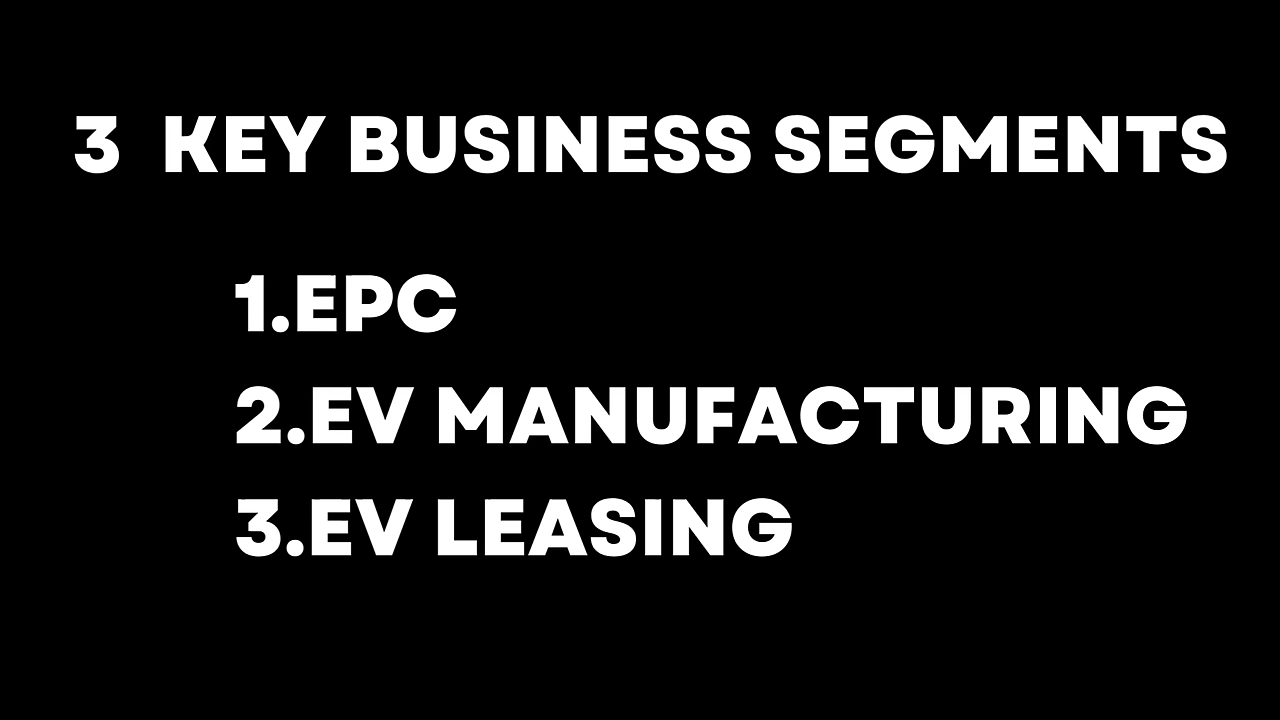 3  KEY BUSINESS SEGMENTS
1.EPC
2.EV MANUFACTURING
3.EV LEASING